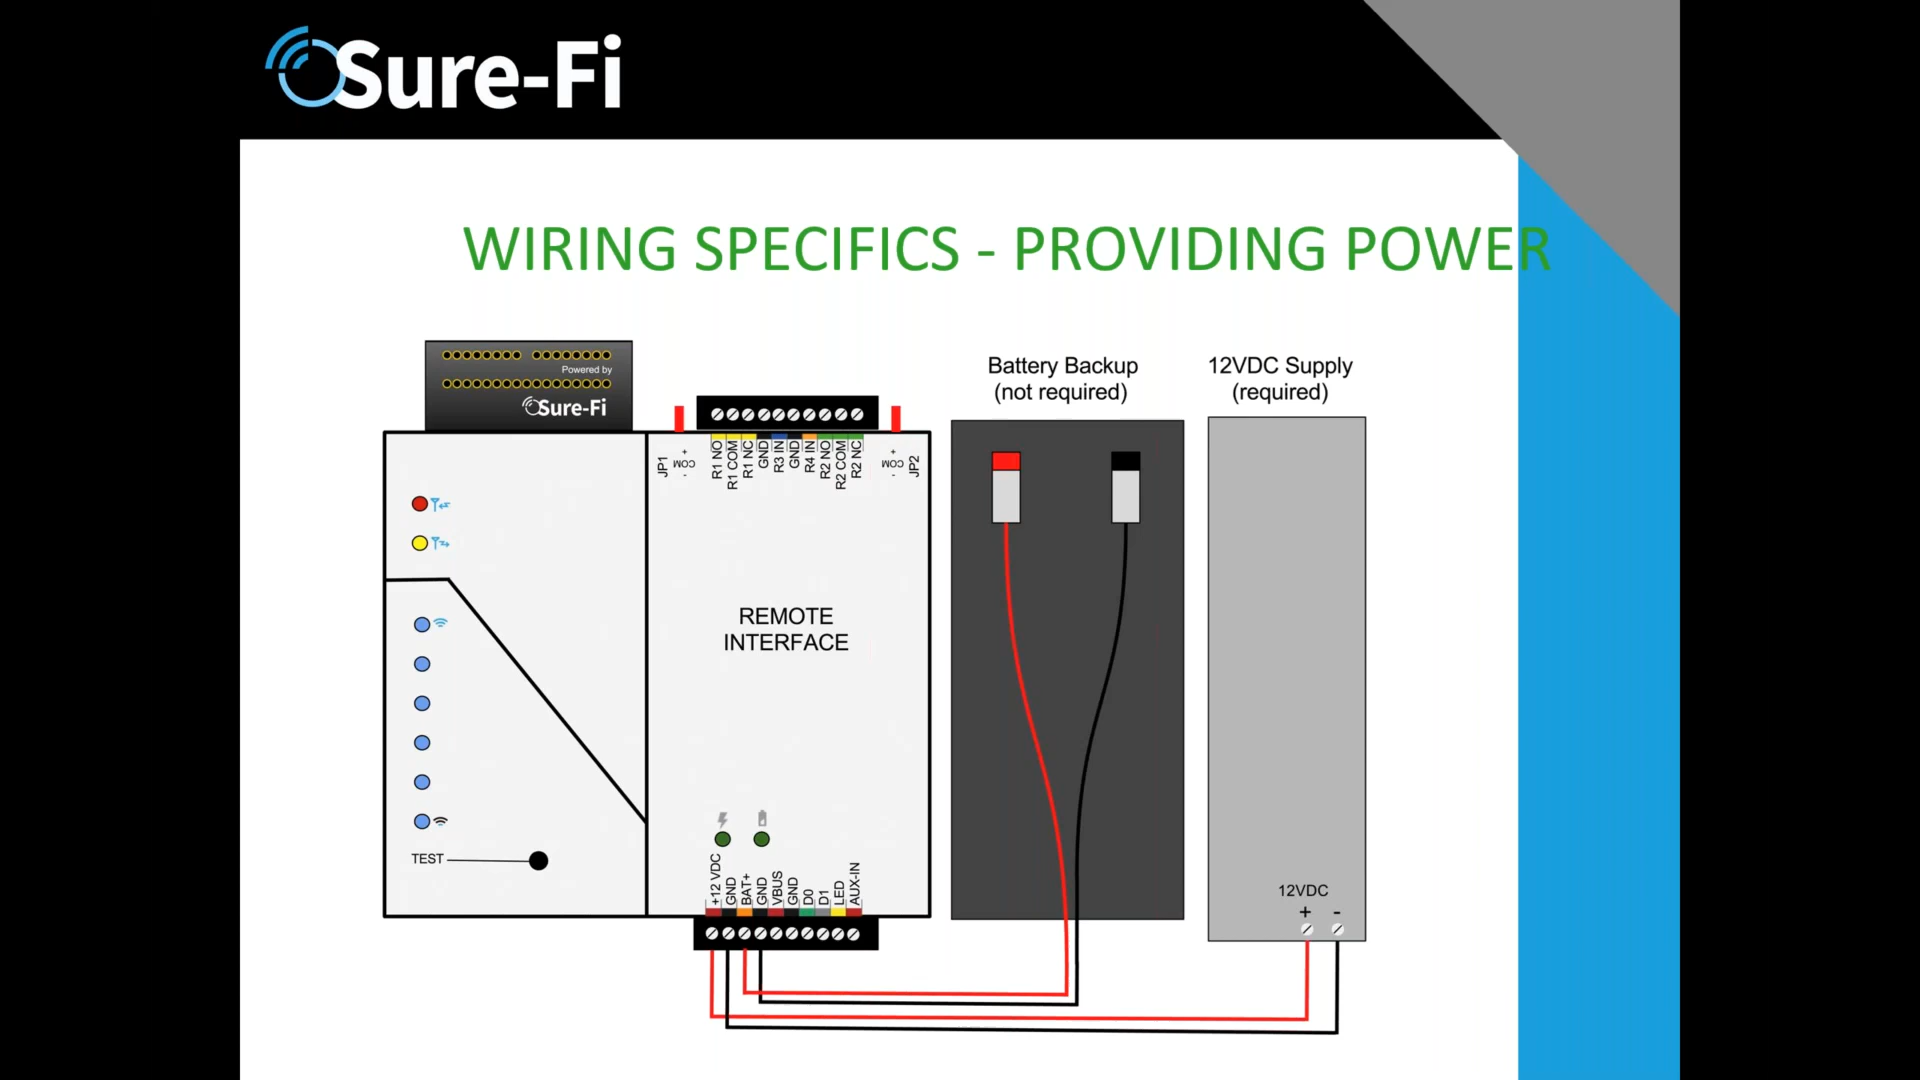 Sure-Fi
WIRING SPECIFICS - PROVIDING POWER
Powered by
Sure-Fi
Battery Backup
(not required)
12VDC Supply
(required)
JP1
+
COM
-
R1 NO
R1 COM
R1 NC
GND
R3 IN
GND
R4 IN
R2 NO
R2 COM
R2 NC
+
COM
-
JP2
REMOTE
INTERFACE
TEST
+12 VDC
GND
BAT+
GND
VBUS
GND
D0
D1
LED
AUX-IN
12VDC
+ -